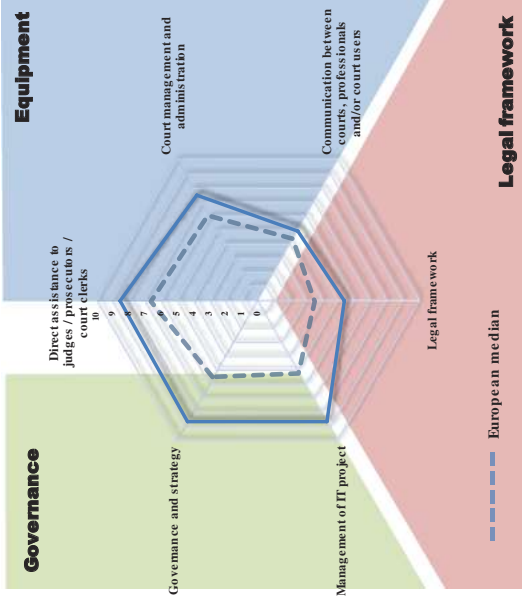 Governance
Equipment
Direct assistance to
judges / prosecutors /
court clerks
Court management and
administration
Governance and strategy
10
9
8
7
6
5
4
3
2
1
0
Communication between
courts, professionals
and/or court users
Management of IT project
Legal framework
Legal framework
European median